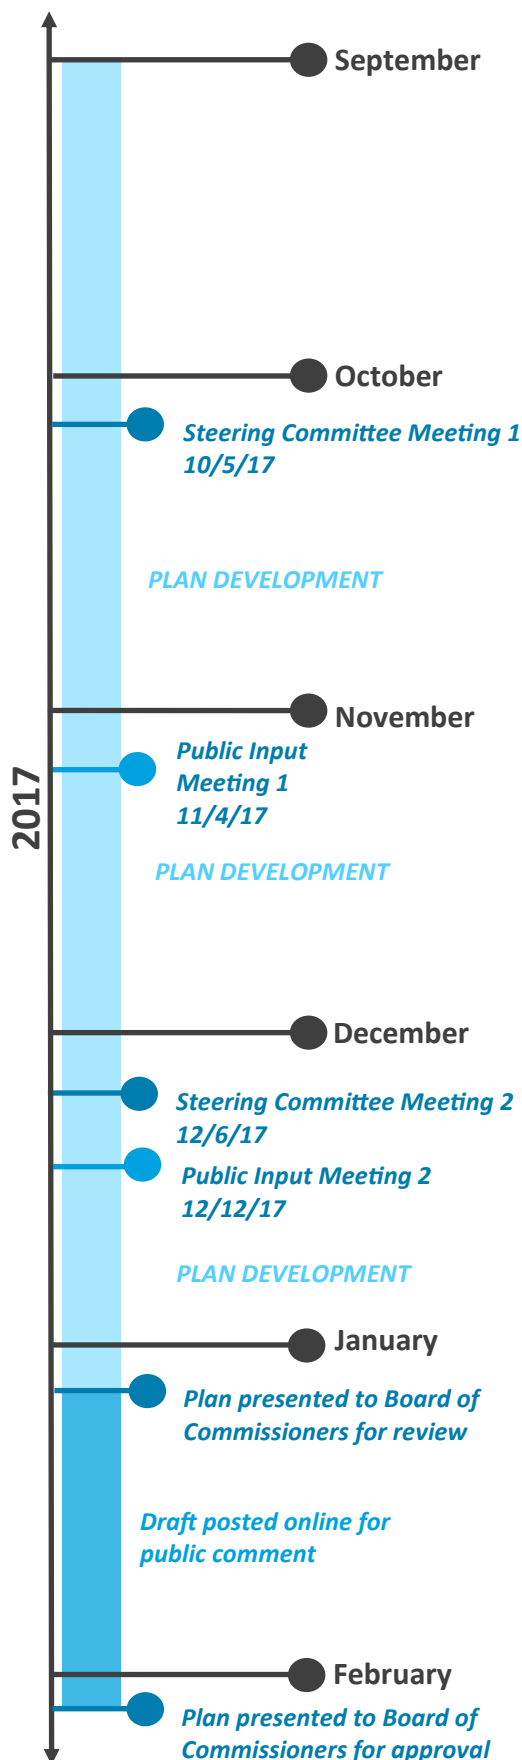 September
October
Steering Committee Meeting 1
10/5/17
PLAN DEVELOPMENT
November
Public Input
Meeting 1
11/4/17
2017
PLAN DEVELOPMENT
December
Steering Committee Meeting 2
12/6/17
Public Input Meeting 2
12/12/17
PLAN DEVELOPMENT
January
Plan presented to Board of
Commissioners for review
Draft posted online for
public comment
February
Plan presented to Board of
Commissioners for approval